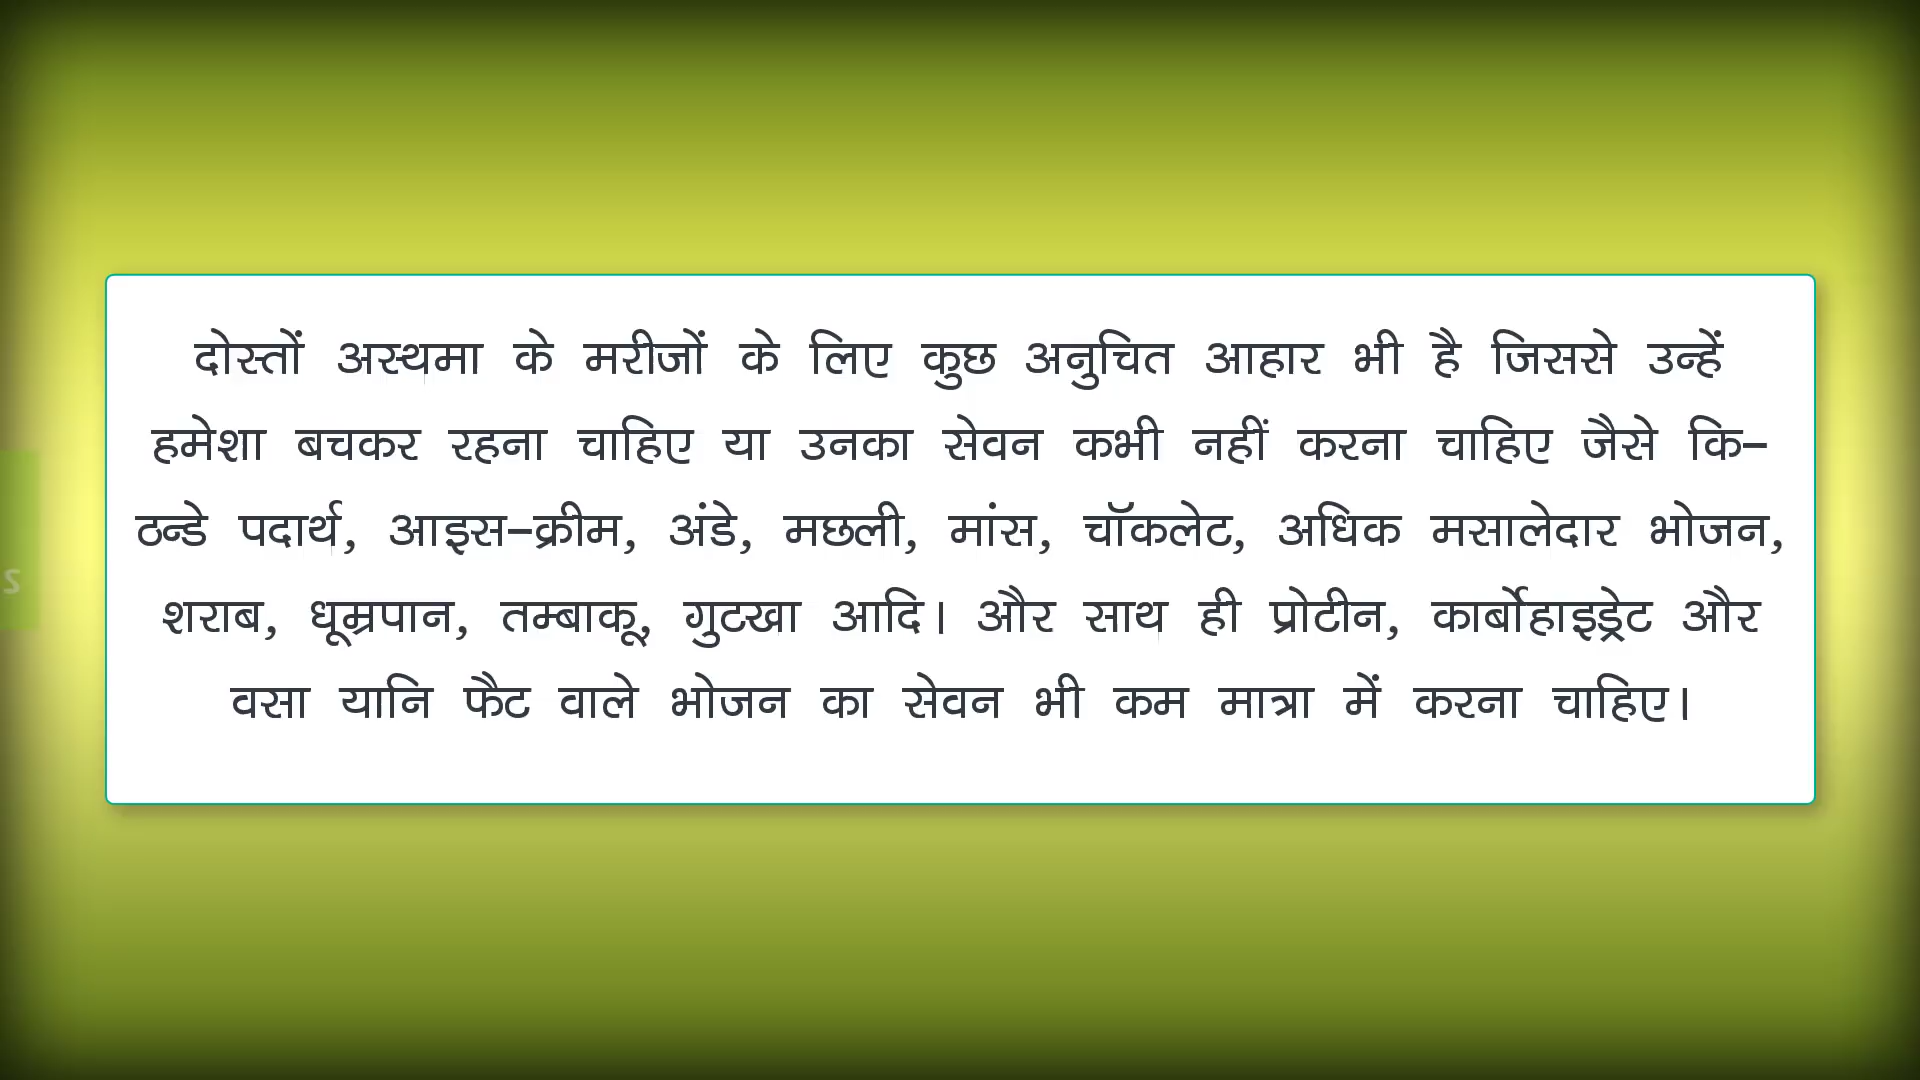 दोस्तों अस्थमा के मरीजों के लिए कुछ अनुचित आहार भी है जिससे उन्हें
हमेशा बचकर रहना चाहिए या उनका सेवन कभी नहीं करना चाहिए जैसे कि-
ठन्डे पदार्थ, आइस-क्रीम, अंडे, मछली, मांस, चॉकलेट, अधिक मसालेदार भोजन,
शराब, धूम्रपान, तम्बाकू, गुटखा आदि। और साथ ही प्रोटीन, कार्बोहाइड्रेट और
वसा यानि फैट वाले भोजन का सेवन भी कम मात्रा में करना चाहिए।